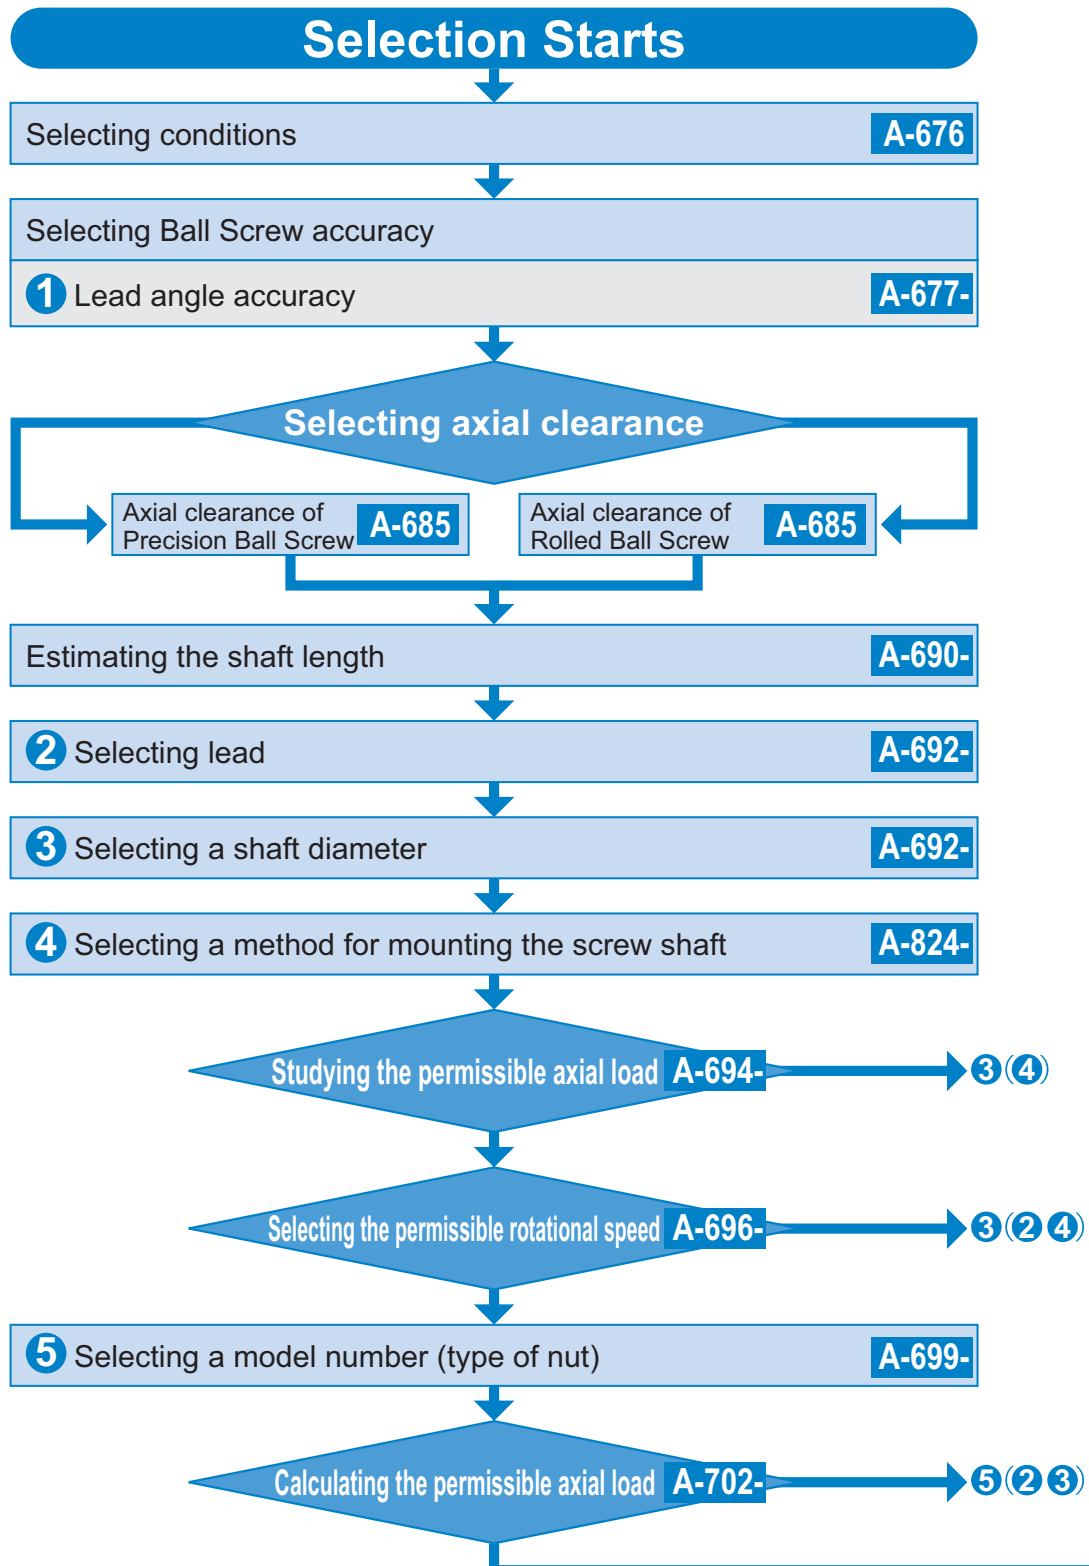 Selection Starts
Selecting conditions A-676
Selecting Ball Screw accuracy
1 Lead angle accuracy A-677-
Selecting axial clearance
Axial clearance of
Precision Ball Screw A-685
Axial clearance of
Rolled Ball Screw A-685
Estimating the shaft length A-690-
2 Selecting lead A-692-
3 Selecting a shaft diameter A-692-
4 Selecting a method for mounting the screw shaft A-824-
Studying the permissible axial load A-694- 3(4)
Selecting the permissible rotational speed A-696- 3(2 4)
5 Selecting a model number (type of nut) A-699-
Calculating the permissible axial load A-702- 5(2 3)